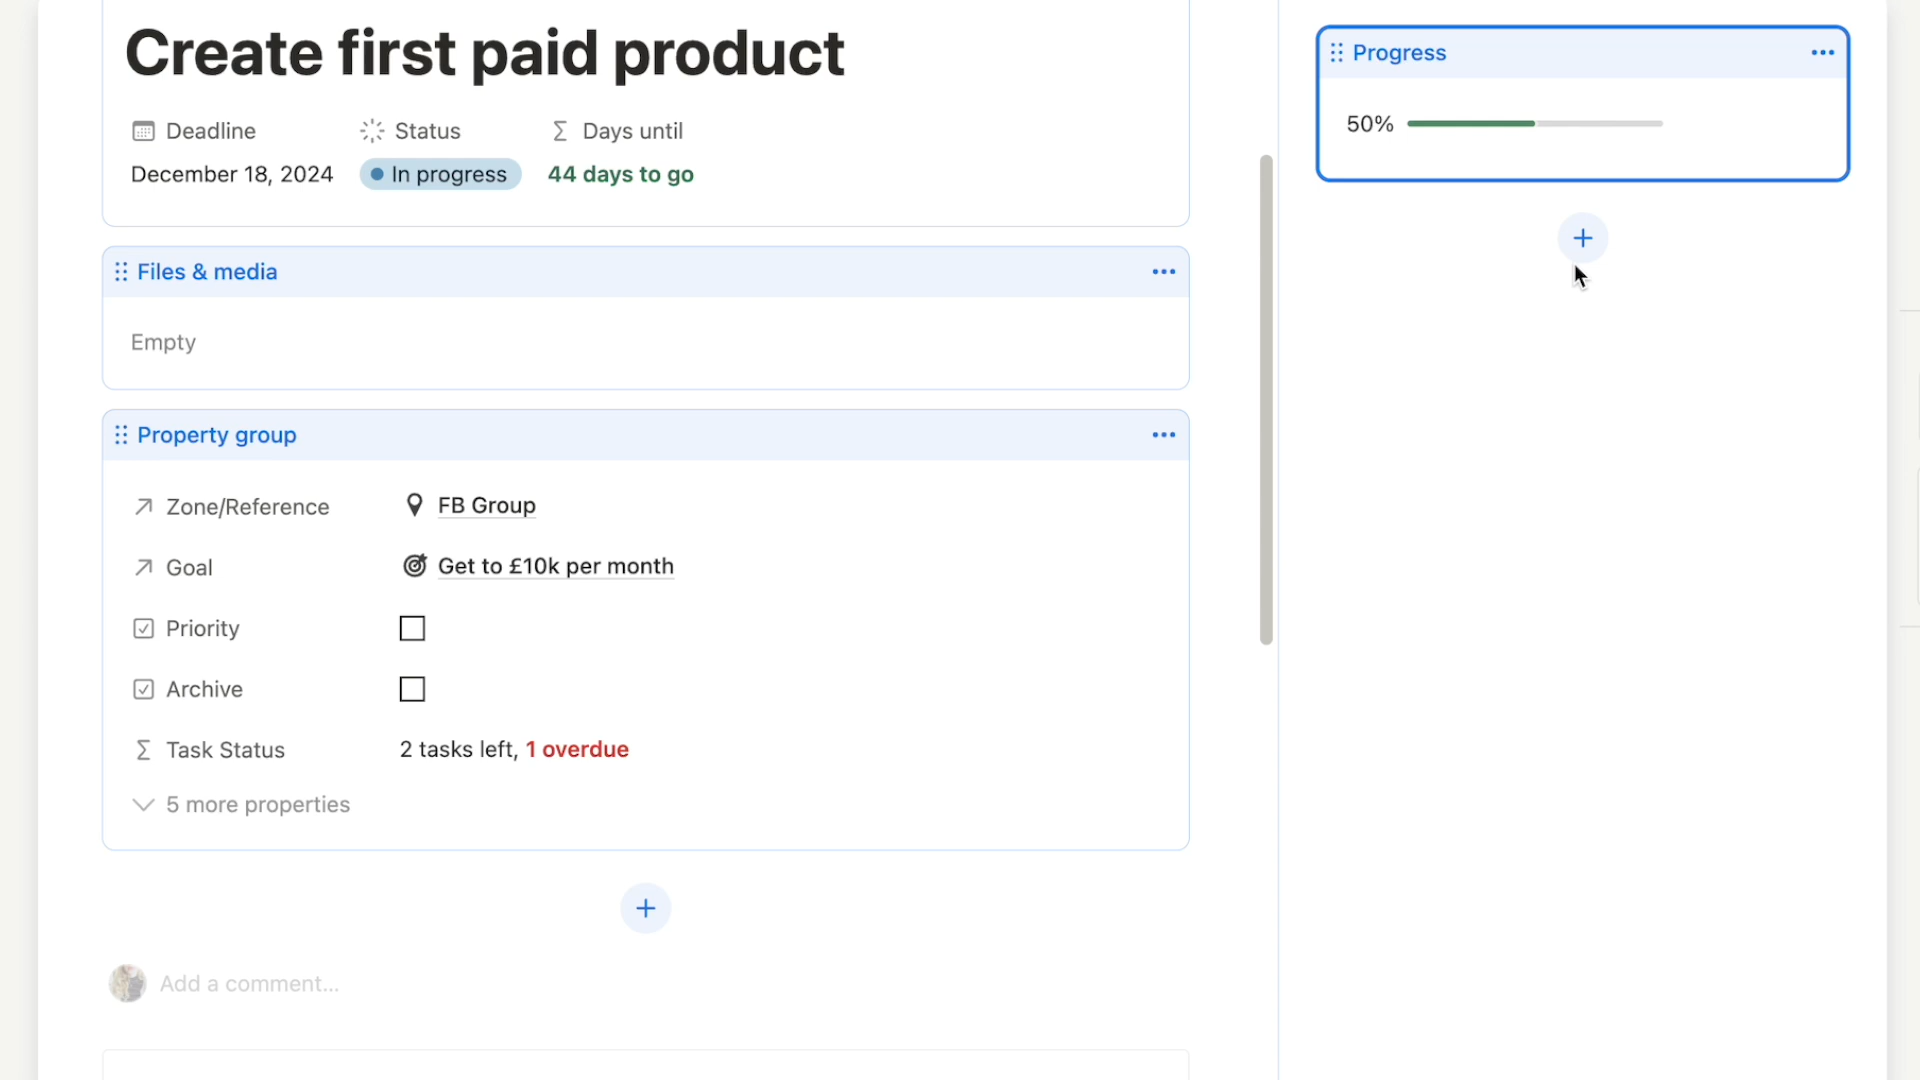 Create first paid product
Deadline
Status
Days until
December 18, 2024
In progress
44 days to go
Files & media
Empty
Property group
Zone/Reference
FB Group
Goal
Get to £10k per month
Priority
Archive
Task Status
2 tasks left, 1 overdue
5 more properties
Add a comment...
Progress
50%